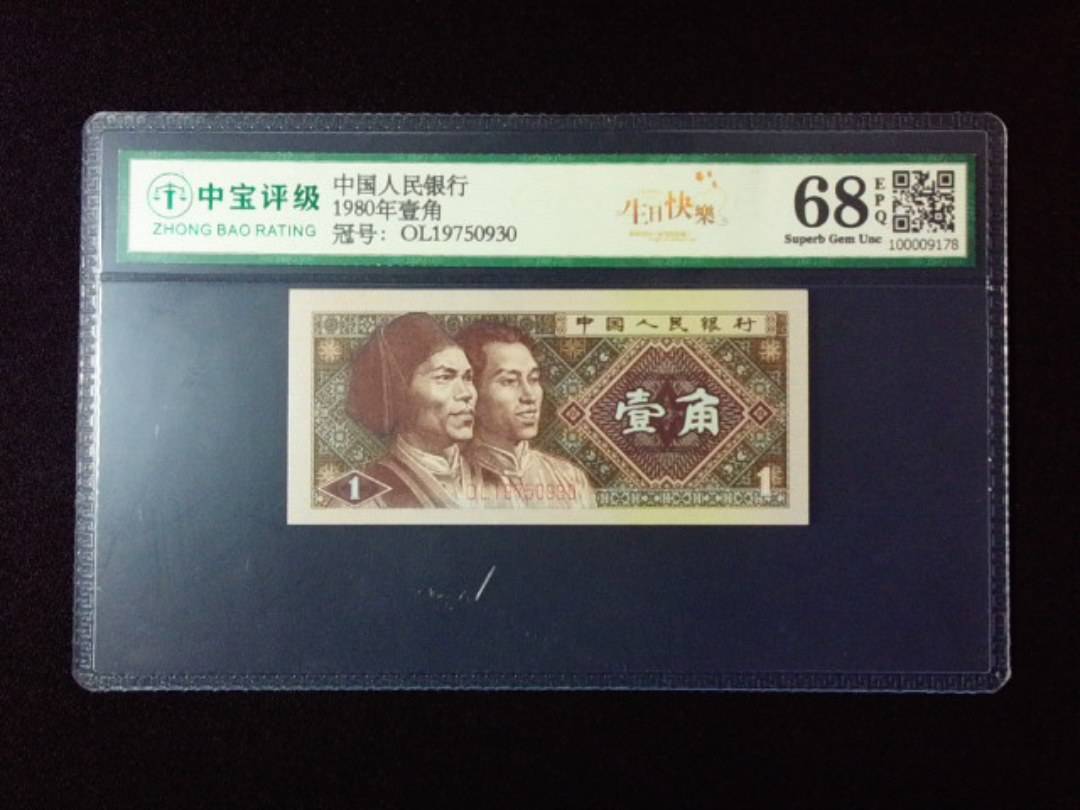 中宝评级
ZHONG BAO RATING
中国人民银行
1980年壹角
冠号: OL19750930
生日快樂
68
EPQ
Superb Gem Unc
100009178
中国人民银行
壹角
1
OL19750930
1